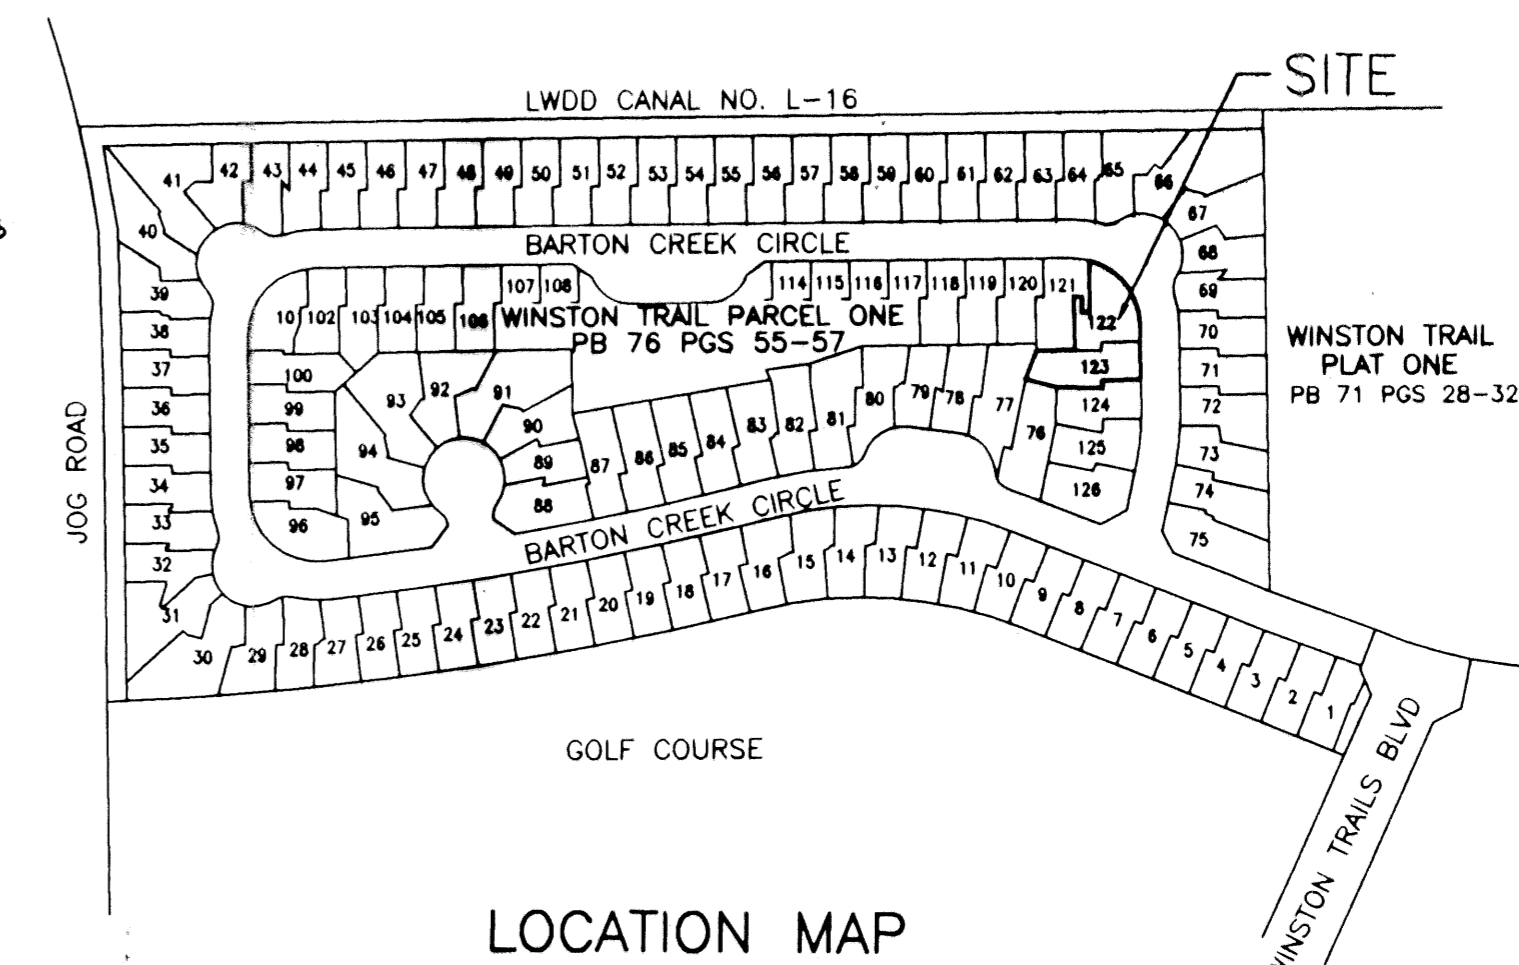 SITE
LWDD CANAL NO. L-16
41 42 43 44 45 46 47 48 49 50 51 52 53 54 55 56 57 58 59 60 61 62 63 64 65 66
67
40
BARTON CREEK CIRCLE
68
39
107 108 114 115 116 117 118 119 120 121
69
10 102 103 104 105 106 WINSTON TRAIL PARCEL ONE 22
38
70
PB 76 PGS 55-57
WINSTON TRAIL
PLAT ONE
PB 71 PGS 28-32
37 100 92 91 123 71
36 99 93 90 80 79 78 77 124 72
35 98 94 89 87 86 85 84 83 82 81 76 125 73
34 97 88 126 74
33 96 95 75
32
JOG ROAD
BARTON CREEK CIRCLE
31
30 29 28 27 26 25 24 23 22 21 20 19 18 17 16 15 14 13 12 11 10 9 8 7 6 5 4 3 2 1
GOLF COURSE
WINSTON TRAILS BLVD
LOCATION MAP